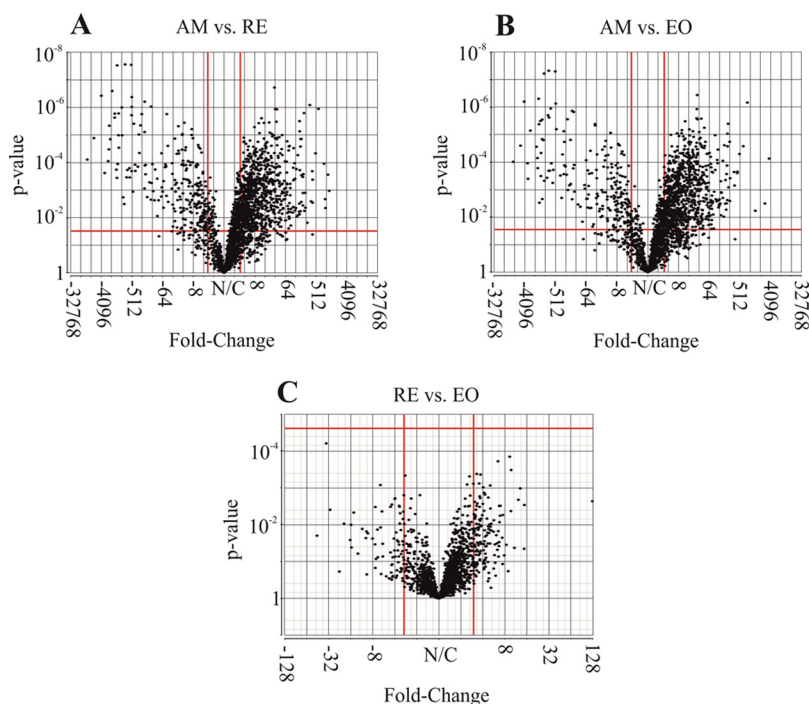 A
AM vs. RE
10-8
10-6
10-4
10-2
1
p-value
-32768
-4096
-512
-64
-8
N/C
8
64
512
4096
32768
Fold-Change
B
AM vs. EO
10-8
10-6
10-4
10-2
1
p-value
-32768
-4096
-512
-64
-8
N/C
8
64
512
4096
32768
Fold-Change
C
RE vs. EO
10-4
10-2
1
p-value
-128
-32
-8
N/C
8
32
128
Fold-Change